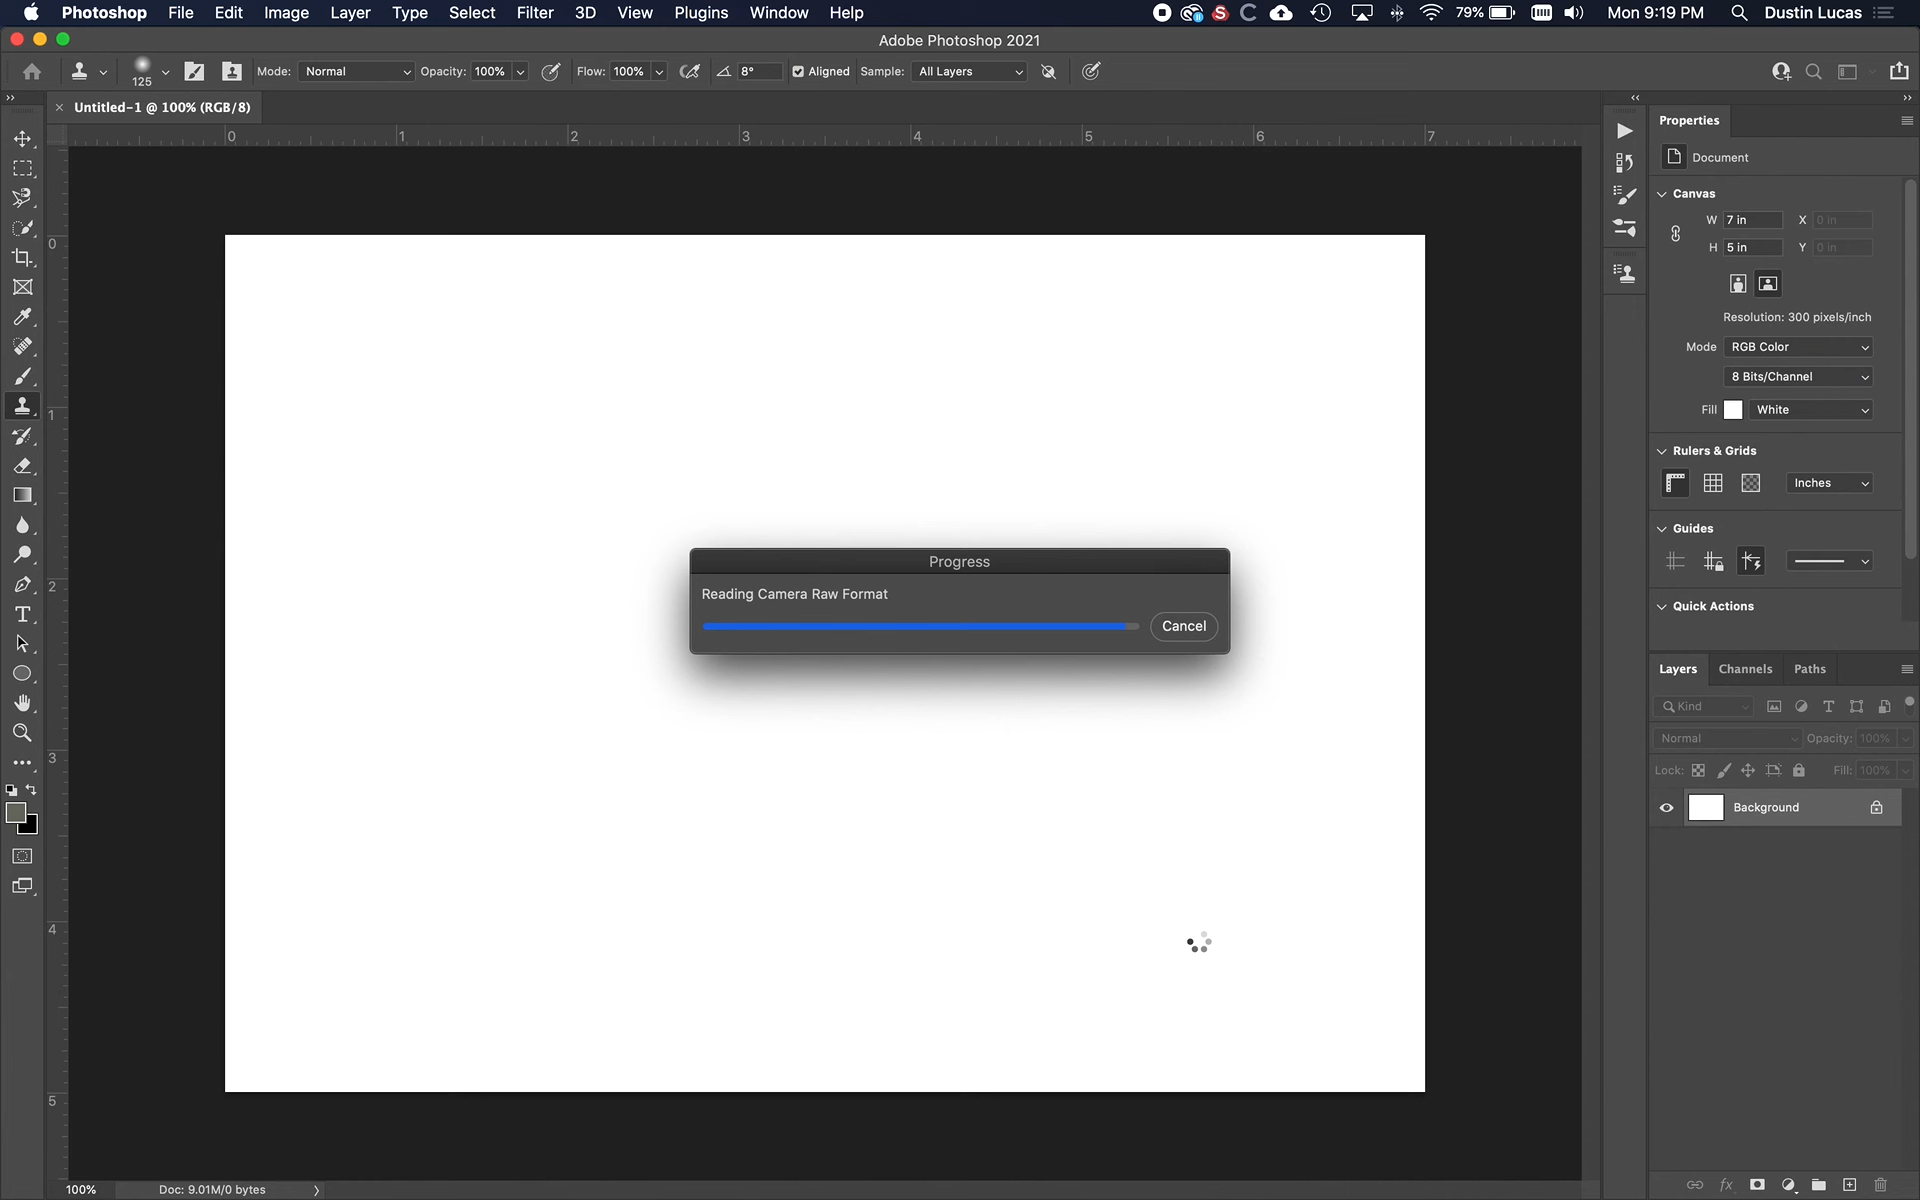 Photoshop File Edit Image Layer Type Select Filter 3D View Plugins Window Help 79% Mon 9:19 PM Dustin Lucas
Adobe Photoshop 2021
125 Mode: Normal Opacity: 100% Flow: 100% 8° Aligned Sample: All Layers
Untitled-1 @ 100% (RGB/8)
0 1 2 3 4 5 6 7
0
1
2
3
4
5
Progress
Reading Camera Raw Format
Cancel
Properties
Document
Canvas
W 7 in X 0 in
H 5 in Y 0 in
Resolution: 300 pixels/inch
Mode RGB Color
8 Bits/Channel
Fill White
Rulers & Grids
Inches
Guides
Quick Actions
Layers Channels Paths
Kind
Normal Opacity: 100%
Lock: Fill: 100%
Background
100% Doc: 9.01M/0 bytes